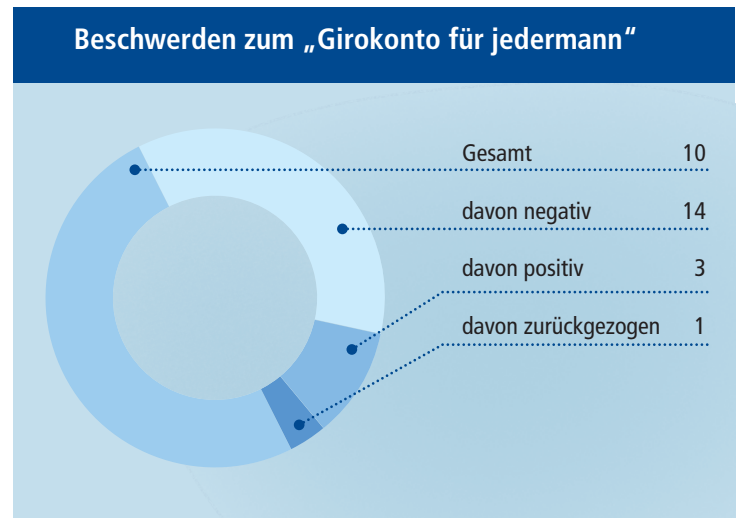 Beschwerden zum „Girokonto für jedermann“
Gesamt 10
davon negativ 14
davon positiv 3
davon zurückgezogen 1